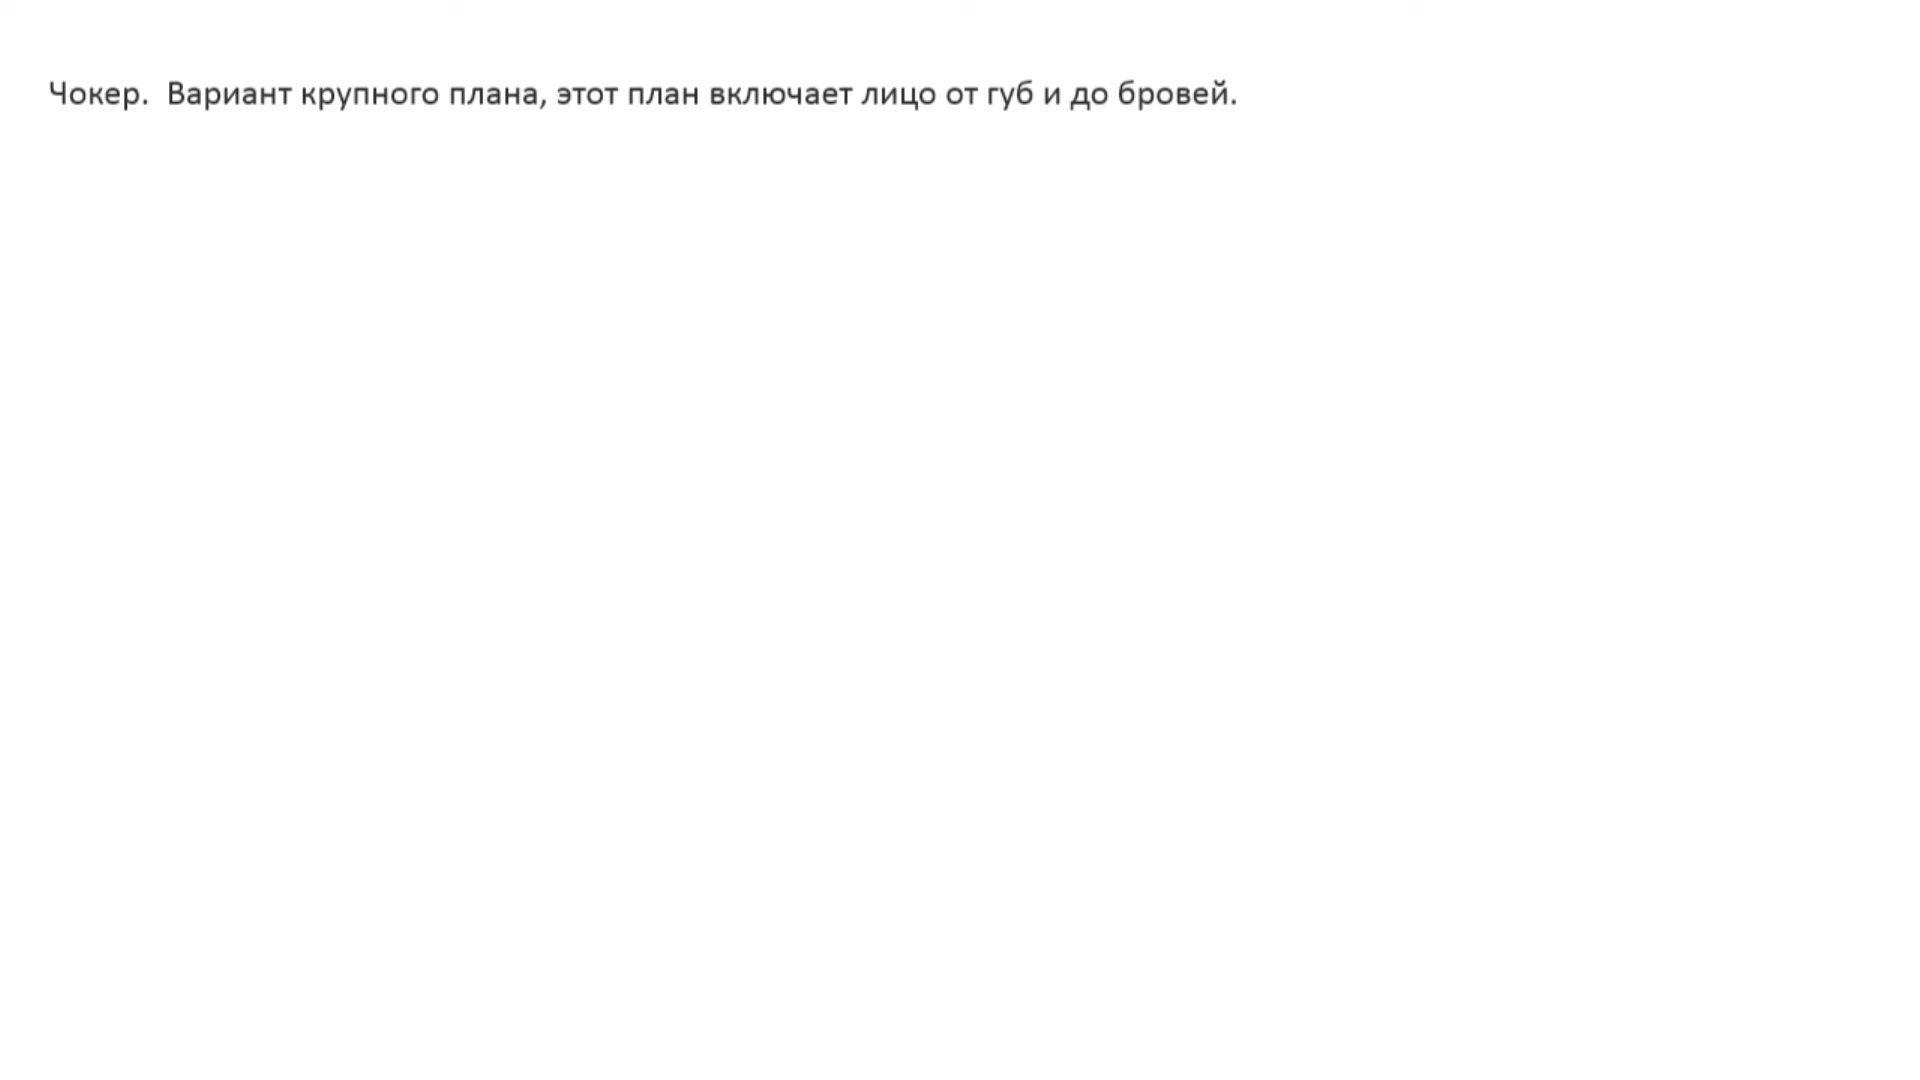 Чокер.  Вариант крупного плана, этот план включает лицо от губ и до бровей.